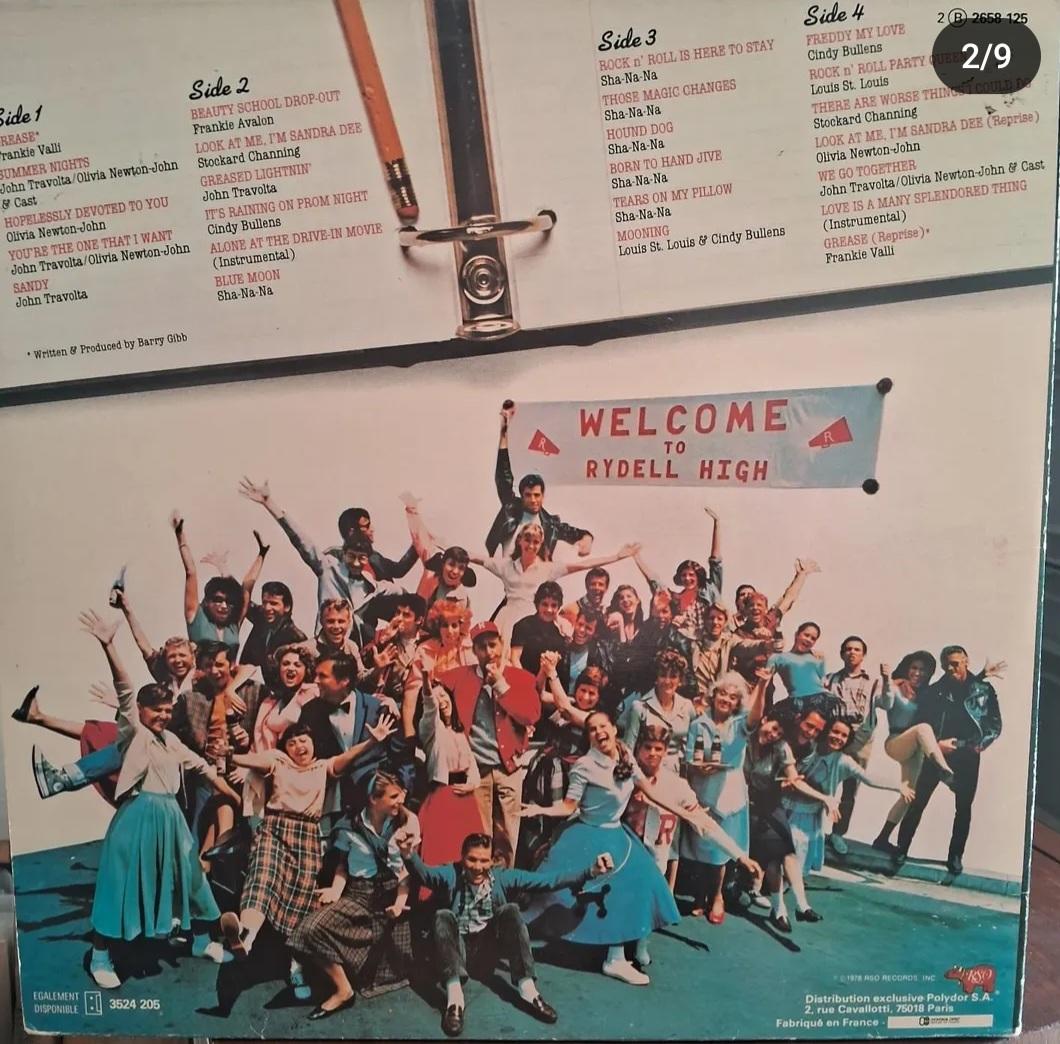 Side 1
REASE*
Frankie Valli
SUMMER NIGHTS
John Travolta/Olivia Newton-John
& Cast
HOPELESSLY DEVOTED TO YOU
Olivia Newton-John
YOU'RE THE ONE THAT I WANT
John Travolta/Olivia Newton-John
SANDY
John Travolta
* Written & Produced by Barry Gibb
Side 2
BEAUTY SCHOOL DROP-OUT
Frankie Avalon
LOOK AT ME, I'M SANDRA DEE
Stockard Channing
GREASED LIGHTNIN'
John Travolta
IT'S RAINING ON PROM NIGHT
Cindy Bullens
ALONE AT THE DRIVE-IN MOVIE
(Instrumental)
BLUE MOON
Sha-Na-Na
Side 3
ROCK n' ROLL IS HERE TO STAY
Sha-Na-Na
THOSE MAGIC CHANGES
Sha-Na-Na
HOUND DOG
Sha-Na-Na
BORN TO HAND JIVE
Sha-Na-Na
TEARS ON MY PILLOW
Sha-Na-Na
MOONING
Louis St. Louis & Cindy Bullens
Side 4
FREDDY MY LOVE
Cindy Bullens
ROCK n' ROLL PARTY QUEEN
Louis St. Louis
THERE ARE WORSE THINGS I COULD DO
Stockard Channing
LOOK AT ME, I'M SANDRA DEE (Reprise)
Olivia Newton-John
WE GO TOGETHER
John Travolta/Olivia Newton-John & Cast
LOVE IS A MANY SPLENDORED THING
(Instrumental)
GREASE (Reprise)*
Frankie Valli
2 Ⓑ 2658 125
2/9
WELCOME
TO
RYDELL HIGH
R
R
R
EGALEMENT
DISPONIBLE
3524 205
℗ © 1978 RSO RECORDS, INC.
RSO
Distribution exclusive Polydor S.A.
2, rue Cavallotti, 75018 Paris
Fabriqué en France -